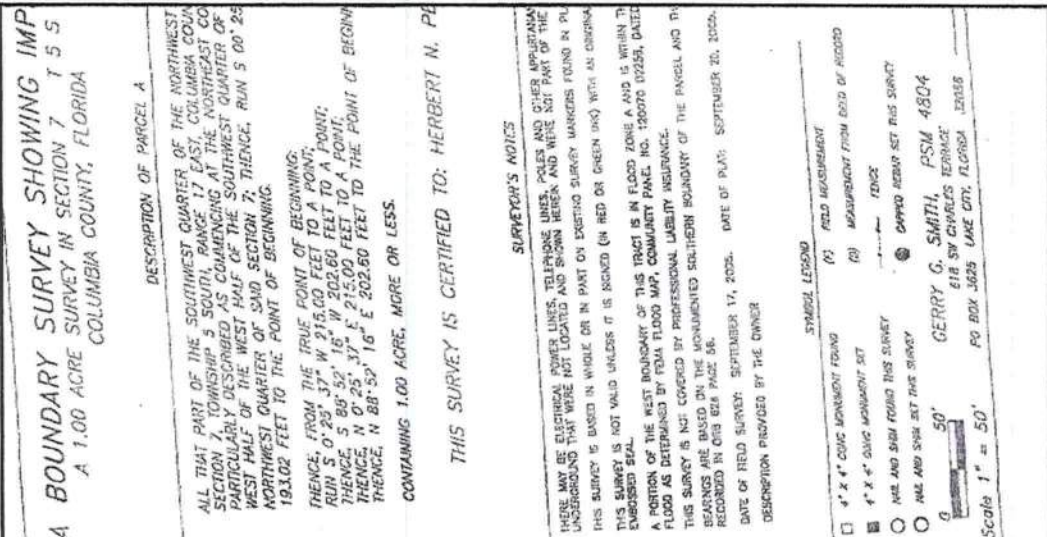 A BOUNDARY SURVEY SHOWING IMP
A 1.00 ACRE SURVEY IN SECTION 7 T 5 S
COLUMBIA COUNTY, FLORIDA
DESCRIPTION OF PARCEL A
ALL THAT PART OF THE SOUTHWEST QUARTER OF THE NORTHWEST
SECTION 7, TOWNSHIP 5 SOUTH, RANGE 17 EAST, COLUMBIA COUN
PARTICULARLY DESCRIBED AS COMMENCING AT THE NORTHEAST CO
WEST HALF OF THE WEST HALF OF THE SOUTHWEST QUARTER OF
NORTHWEST QUARTER OF SAID SECTION 7; THENCE, RUN S 00° 25
193.02 FEET TO THE POINT OF BEGINNING.
THENCE, FROM THE TRUE POINT OF BEGINNING:
RUN S 0° 25' 37" W 215.00 FEET TO A POINT;
THENCE, S 88° 52' 16" W 202.60 FEET TO A POINT;
THENCE, N 0° 25' 37" E 215.00 FEET TO A POINT;
THENCE, N 88° 52' 16" E 202.60 FEET TO THE POINT OF BEGINN
CONTAINING 1.00 ACRE, MORE OR LESS.
THIS SURVEY IS CERTIFIED TO: HERBERT N. PE
SURVEYOR'S NOTES
THERE MAY BE ELECTRICAL POWER LINES, TELEPHONE LINES, POLES AND OTHER APPURTANAN
UNDERGROUND THAT WERE NOT LOCATED AND SHOWN HEREIN AND WERE NOT PART OF THE
THIS SURVEY IS BASED IN WHOLE OR IN PART ON EXISTING SURVEY MARKERS FOUND IN PL
THIS SURVEY IS NOT VALID UNLESS IT IS SIGNED (IN RED OR GREEN INK) WITH AN ORIGINA
EMBOSSED SEAL.
A PORTION OF THE WEST BOUNDARY OF THIS TRACT IS IN FLOOD ZONE A AND IS WITHIN TH
FLOOD AS DETERMINED BY FEMA FLOOD MAP, COMMUNITY PANEL NO. 120070 0225B, DATED
THIS SURVEY IS NOT COVERED BY PROFESSIONAL LIABILITY INSURANCE.
BEARINGS ARE BASED ON THE MONUMENTED SOUTHERN BOUNDARY OF THE PARCEL AND TH
RECORDED IN ORB 828 PAGE 58.
DATE OF FIELD SURVEY: SEPTEMBER 17, 2005. DATE OF PLAT: SEPTEMBER 20, 2005.
DESCRIPTION PROVIDED BY THE OWNER
SYMBOL LEGEND
4" X 4" CONC MONUMENT FOUND (F) FIELD MEASUREMENT
4" X 4" CONC MONUMENT SET (D) MEASUREMENT FROM DEED OF RECORD
NAIL AND SHIM FOUND THIS SURVEY FENCE
NAIL AND SHIM SET THIS SURVEY CAPPED REBAR SET THIS SURVEY
GERRY G. SMITH, PSM 4804
618 SW CHARLES TERRACE
PO BOX 3625 LAKE CITY, FLORIDA 32056
0 50'
Scale 1" = 50'